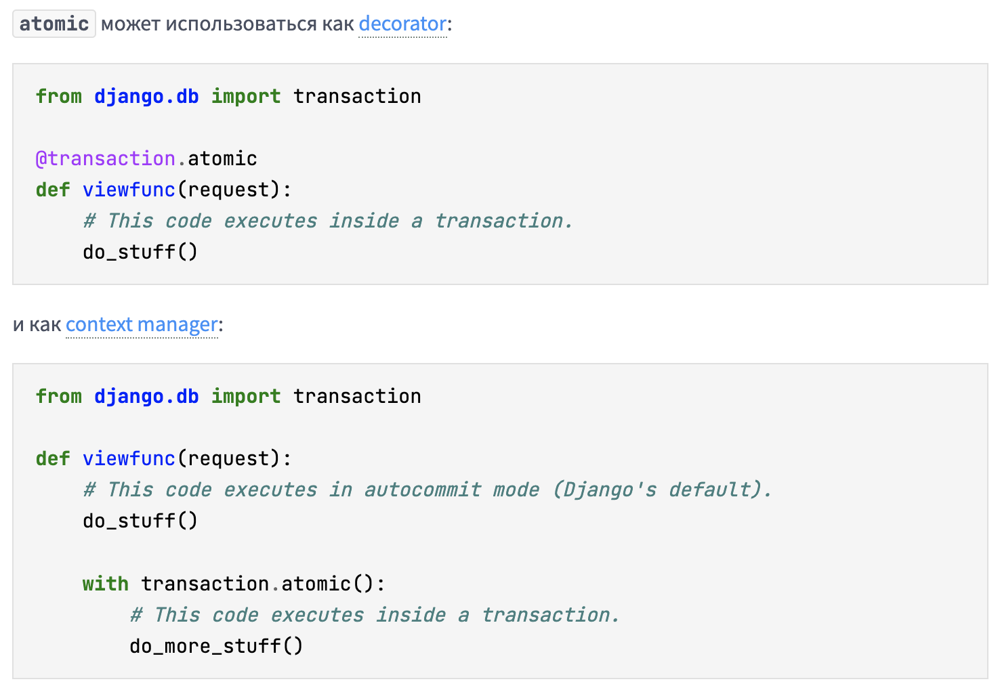 atomic может использоваться как decorator:
from django.db import transaction
@transaction.atomic
def viewfunc(request):
    # This code executes inside a transaction.
    do_stuff()
и как context manager:
from django.db import transaction
def viewfunc(request):
    # This code executes in autocommit mode (Django's default).
    do_stuff()
    with transaction.atomic():
        # This code executes inside a transaction.
        do_more_stuff()